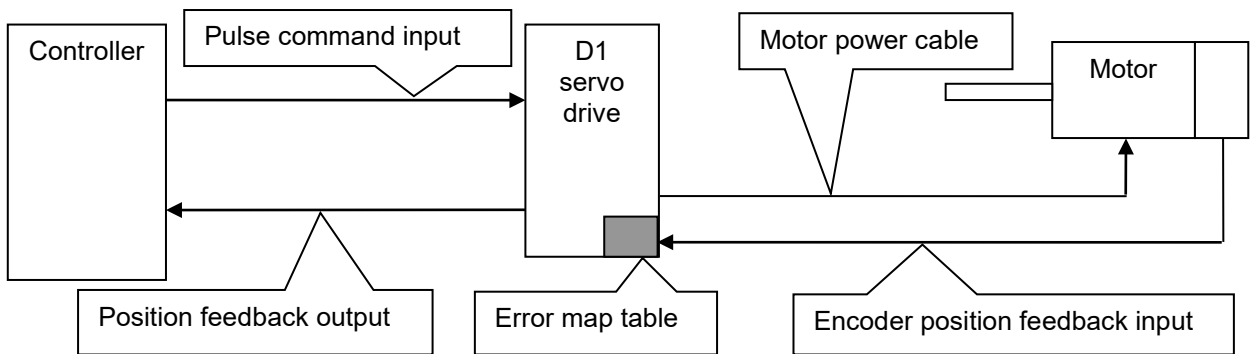 Controller
Pulse command input
D1
servo
drive
Motor power cable
Motor
Position feedback output
Error map table
Encoder position feedback input